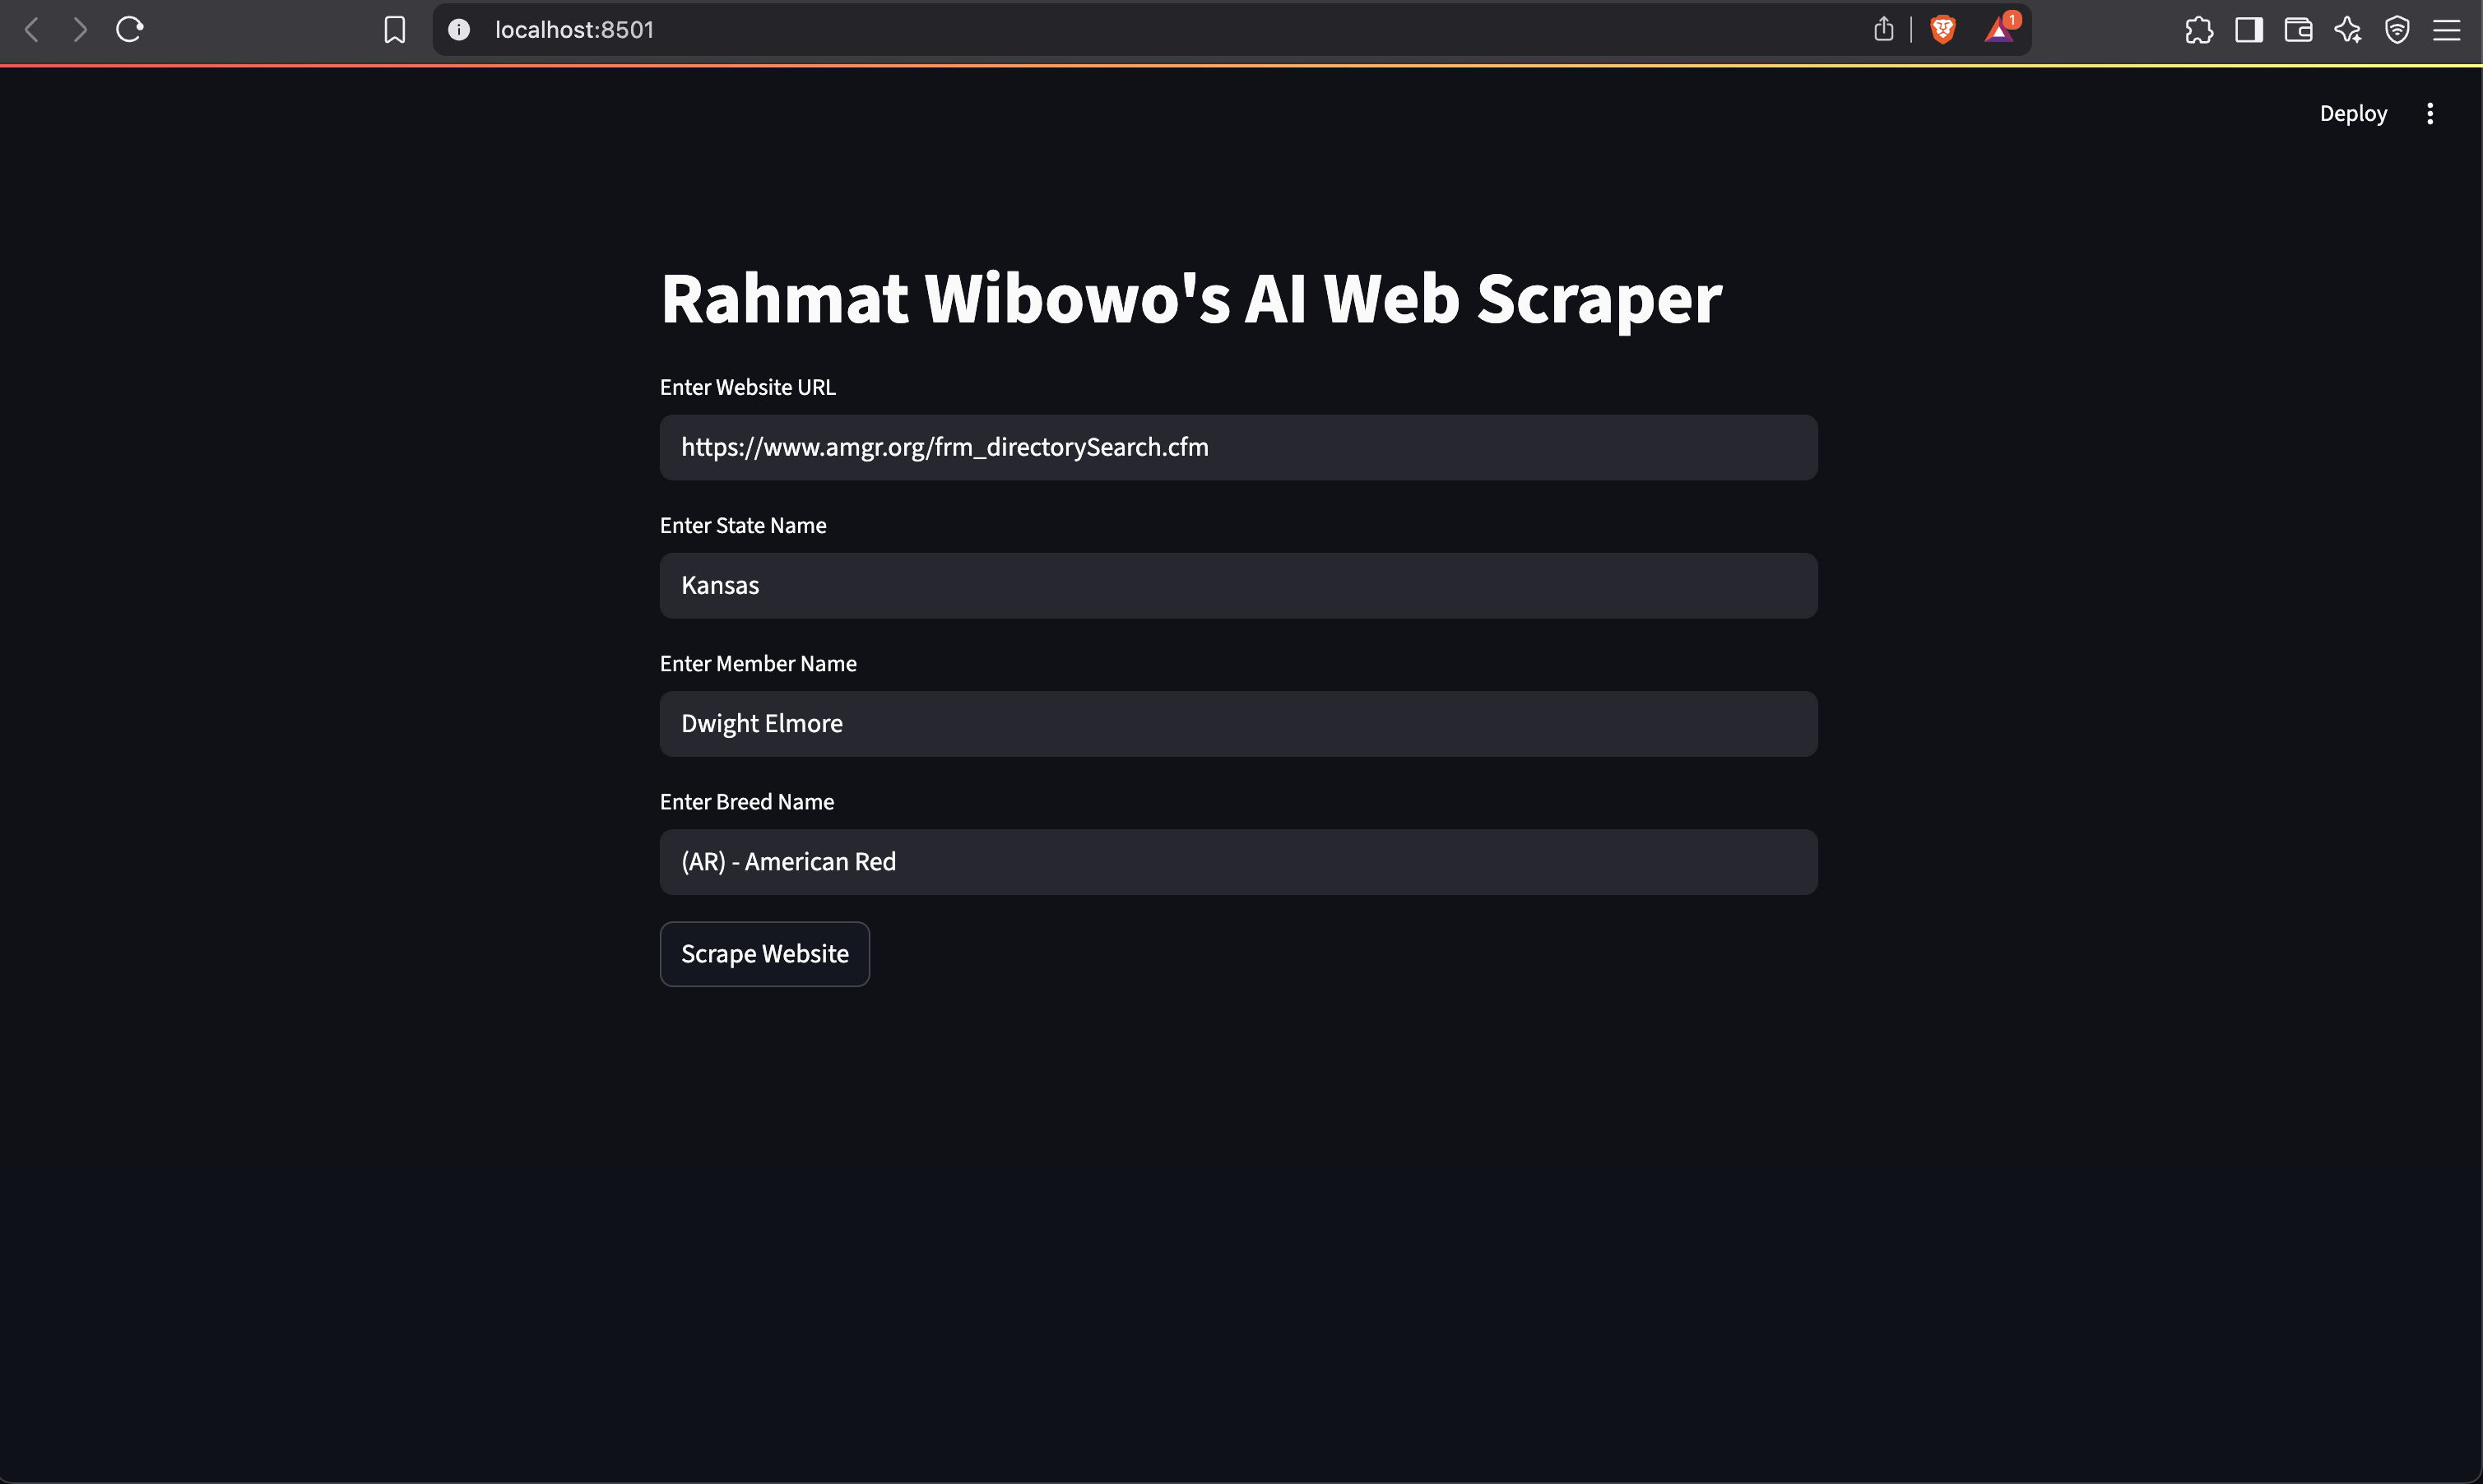 localhost:8501
1
Deploy
Rahmat Wibowo's AI Web Scraper
Enter Website URL
https://www.amgr.org/frm_directorySearch.cfm
Enter State Name
Kansas
Enter Member Name
Dwight Elmore
Enter Breed Name
(AR) - American Red
Scrape Website